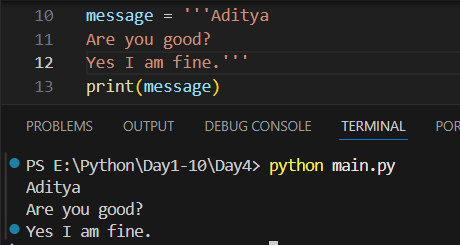 10 message = '''Aditya
11 Are you good?
12 Yes I am fine.'''
13 print(message)
PROBLEMS OUTPUT DEBUG CONSOLE TERMINAL POR
PS E:\Python\Day1-10\Day4> python main.py
Aditya
Are you good?
Yes I am fine.